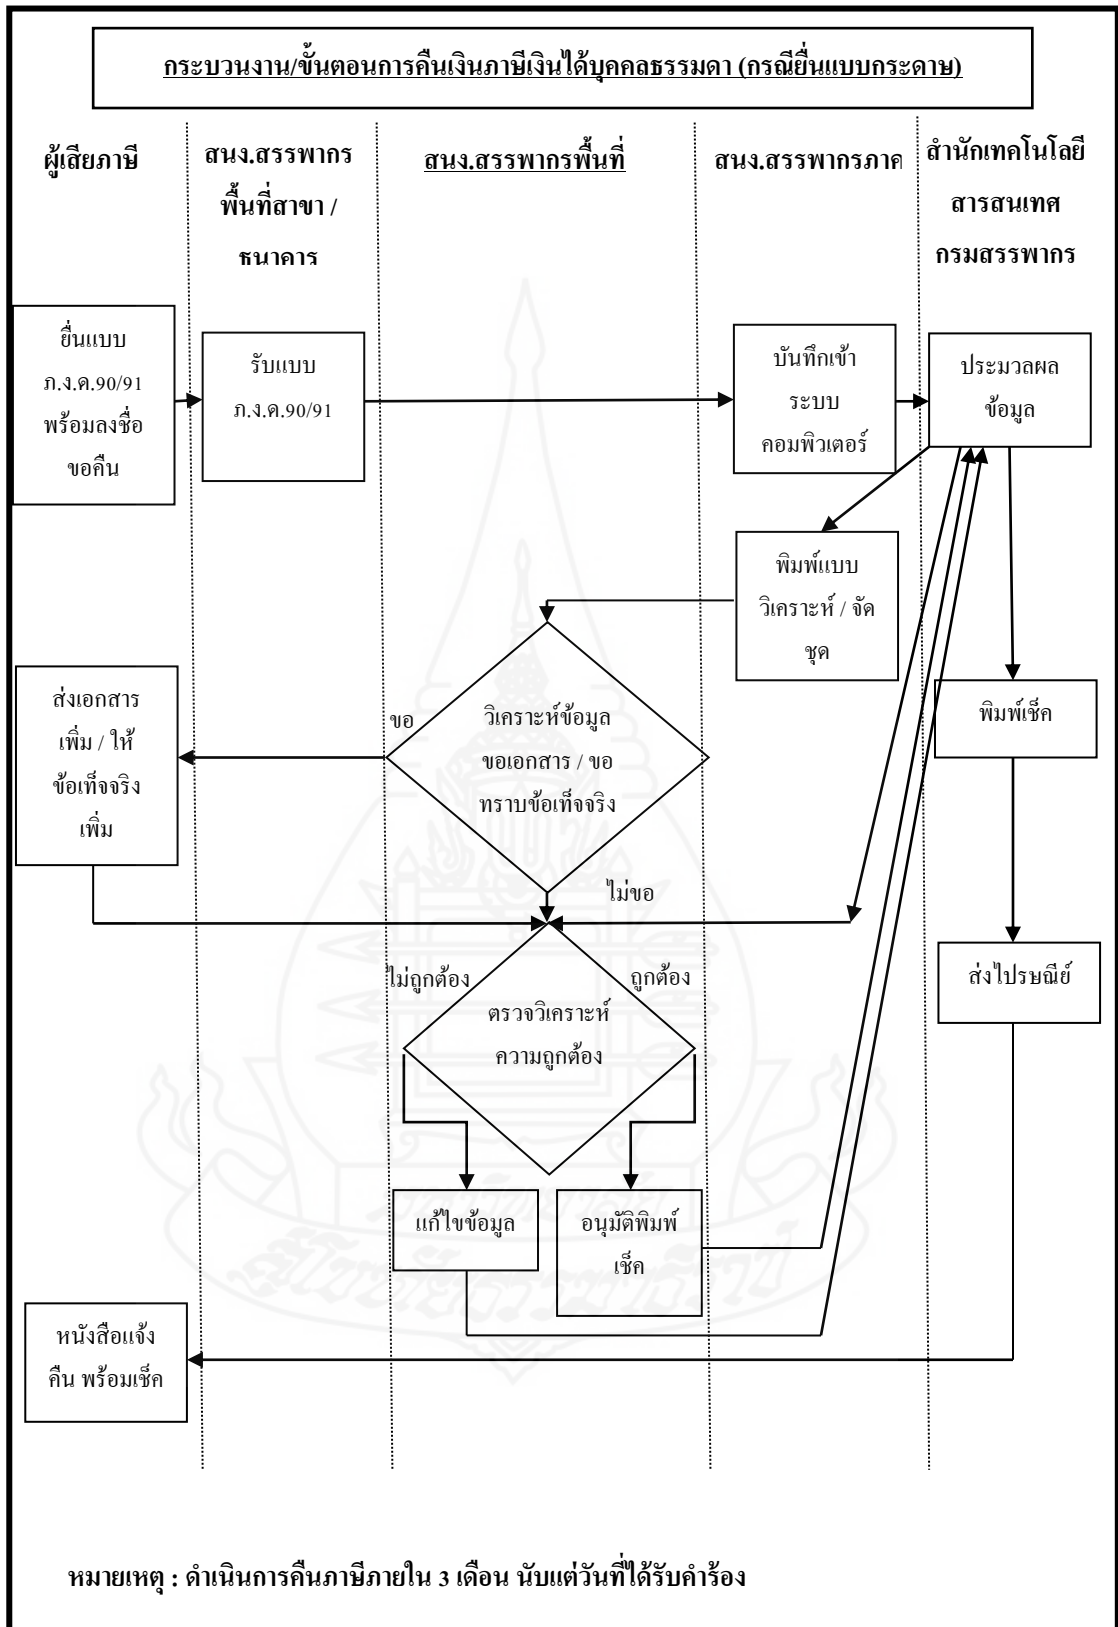 กระบวนงาน/ขั้นตอนการคืนเงินภาษีเงินได้บุคคลธรรมดา (กรณียื่นแบบกระดาษ)
ผู้เสียภาษี
สนง.สรรพากร
พื้นที่สาขา /
ธนาคาร
สนง.สรรพากรพื้นที่
สนง.สรรพากรภาค
สำนักเทคโนโลยี
สารสนเทศ
กรมสรรพากร
ยื่นแบบ
ภ.ง.ด.90/91
พร้อมลงชื่อ
ขอคืน
รับแบบ
ภ.ง.ด.90/91
บันทึกเข้า
ระบบ
คอมพิวเตอร์
ประมวลผล
ข้อมูล
พิมพ์แบบ
วิเคราะห์ / จัด
ชุด
ส่งเอกสาร
เพิ่ม / ให้
ข้อเท็จจริง
เพิ่ม
ขอ
วิเคราะห์ข้อมูล
ขอเอกสาร / ขอ
ทราบข้อเท็จจริง
พิมพ์เช็ค
ไม่ขอ
ไม่ถูกต้อง
ถูกต้อง
ตรวจวิเคราะห์
ความถูกต้อง
ส่งไปรษณีย์
แก้ไขข้อมูล
อนุมัติพิมพ์
เช็ค
หนังสือแจ้ง
คืน พร้อมเช็ค
หมายเหตุ : ดำเนินการคืนภาษีภายใน 3 เดือน นับแต่วันที่ได้รับคำร้อง